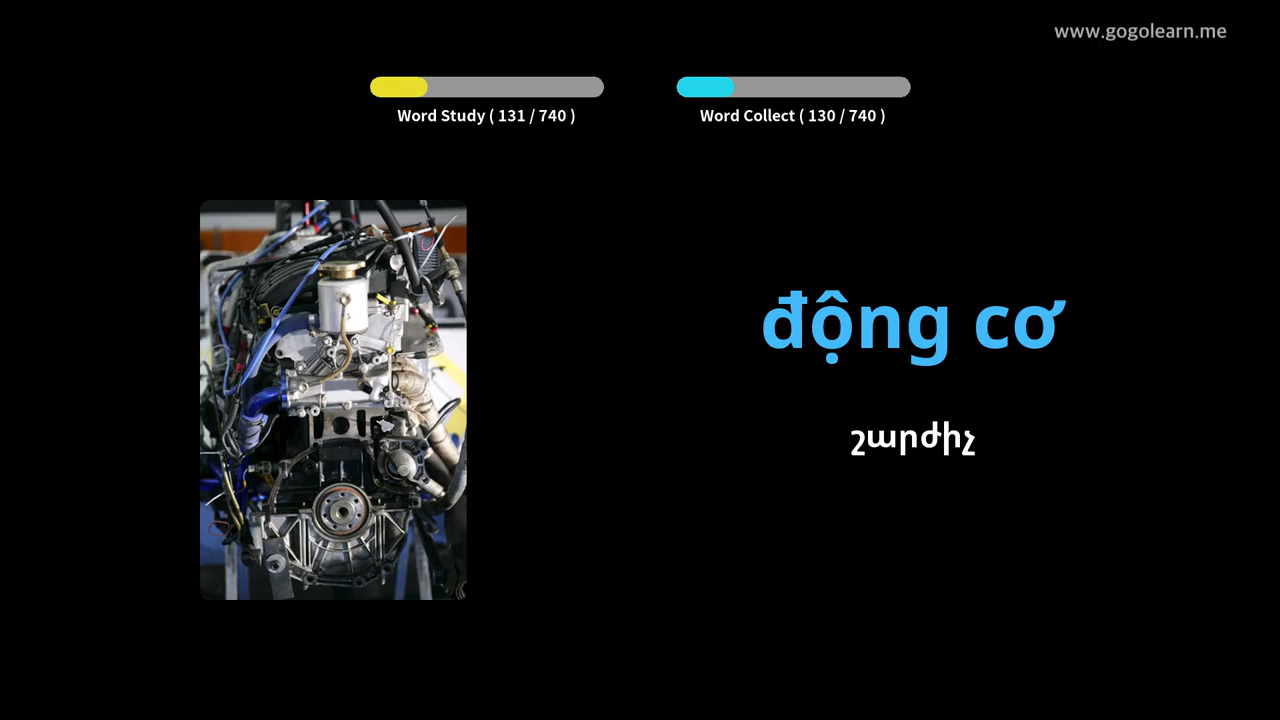 www.gogolearn.me
Word Study ( 131 / 740 )
Word Collect ( 130 / 740 )
động cơ
շարժիչ